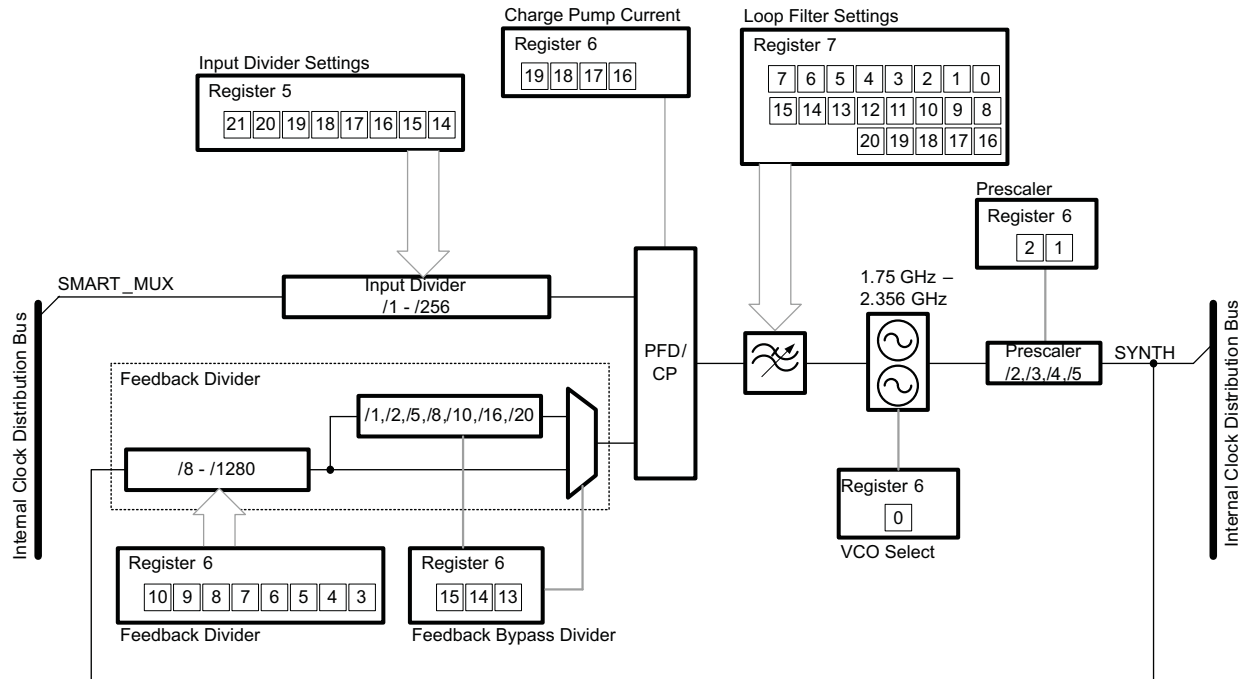 Charge Pump Current
Register 6
19 18 17 16
Loop Filter Settings
Register 7
7 6 5 4 3 2 1 0
15 14 13 12 11 10 9 8
20 19 18 17 16
Input Divider Settings
Register 5
21 20 19 18 17 16 15 14
Prescaler
Register 6
2 1
SMART_MUX
Input Divider
/1 - /256
1.75 GHz –
2.356 GHz
Internal Clock Distribution Bus
PFD/
CP
Prescaler
/2,/3,/4,/5
SYNTH
Internal Clock Distribution Bus
Feedback Divider
/1,/2,/5,/8,/10,/16,/20
/8 - /1280
Register 6
0
VCO Select
Register 6
10 9 8 7 6 5 4 3
Feedback Divider
Register 6
15 14 13
Feedback Bypass Divider